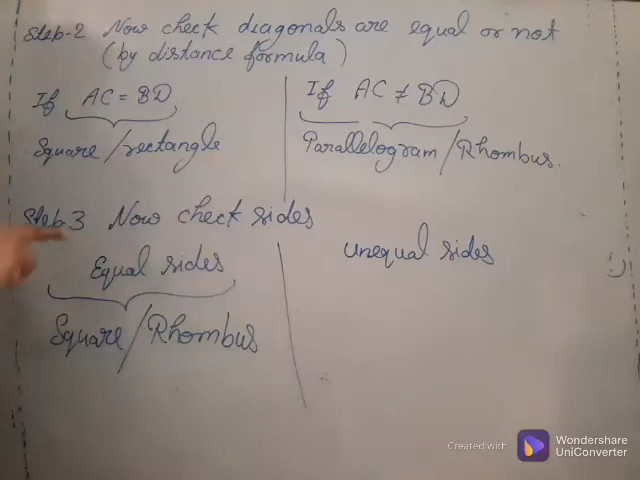 Step-2 Now check diagonals are equal or not
(by distance formula)
If AC = BD
Square/rectangle
If AC ≠ BD
Parallelogram/Rhombus.
Step 3 Now check sides
Equal sides
Square/Rhombus
unequal sides
Created with Wondershare UniConverter